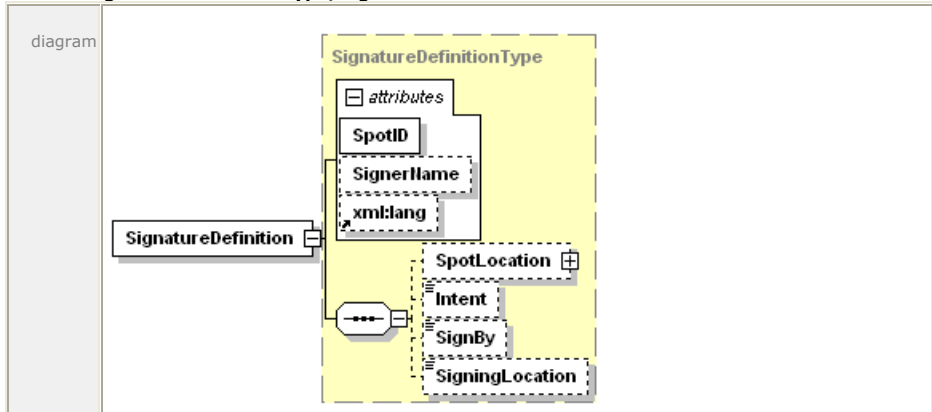 diagram
SignatureDefinitionType
attributes
SpotID
SignerName
xml:lang
SignatureDefinition
SpotLocation
Intent
SignBy
SigningLocation